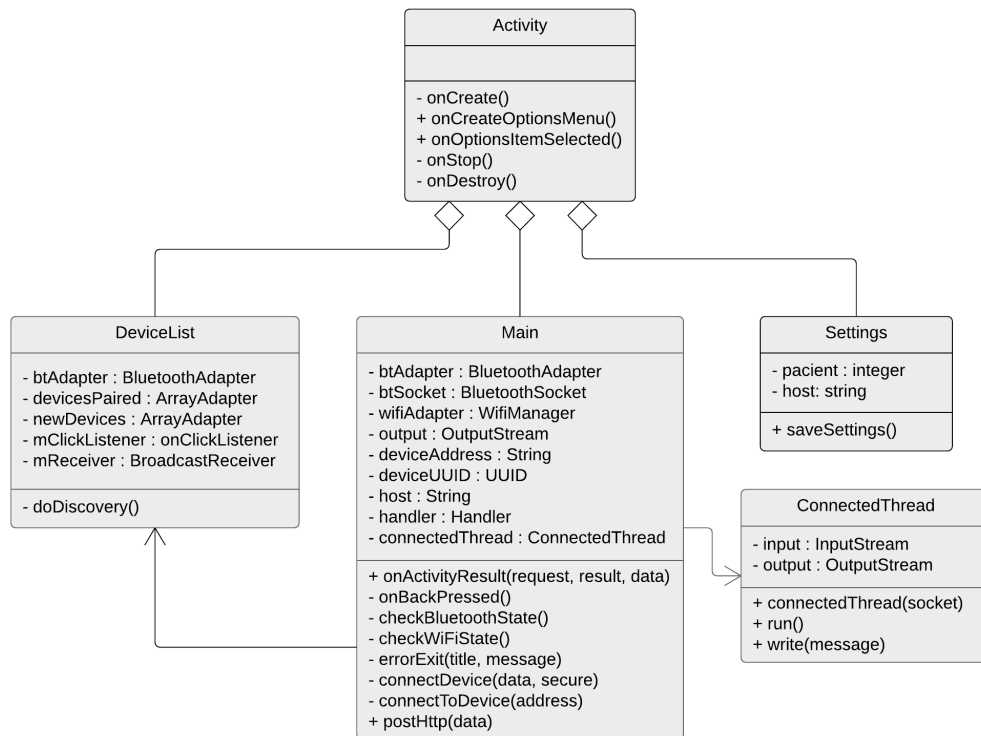 Activity
- onCreate()
+ onCreateOptionsMenu()
+ onOptionsItemSelected()
- onStop()
- onDestroy()
DeviceList
- btAdapter : BluetoothAdapter
- devicesPaired : ArrayAdapter
- newDevices : ArrayAdapter
- mClickListener : onClickListener
- mReceiver : BroadcastReceiver
- doDiscovery()
Main
- btAdapter : BluetoothAdapter
- btSocket : BluetoothSocket
- wifiAdapter : WifiManager
- output : OutputStream
- deviceAddress : String
- deviceUUID : UUID
- host : String
- handler : Handler
- connectedThread : ConnectedThread
+ onActivityResult(request, result, data)
- onBackPressed()
- checkBluetoothState()
- checkWiFiState()
- errorExit(title, message)
- connectDevice(data, secure)
- connectToDevice(address)
+ postHttp(data)
Settings
- pacient : integer
- host: string
+ saveSettings()
ConnectedThread
- input : InputStream
- output : OutputStream
+ connectedThread(socket)
+ run()
+ write(message)